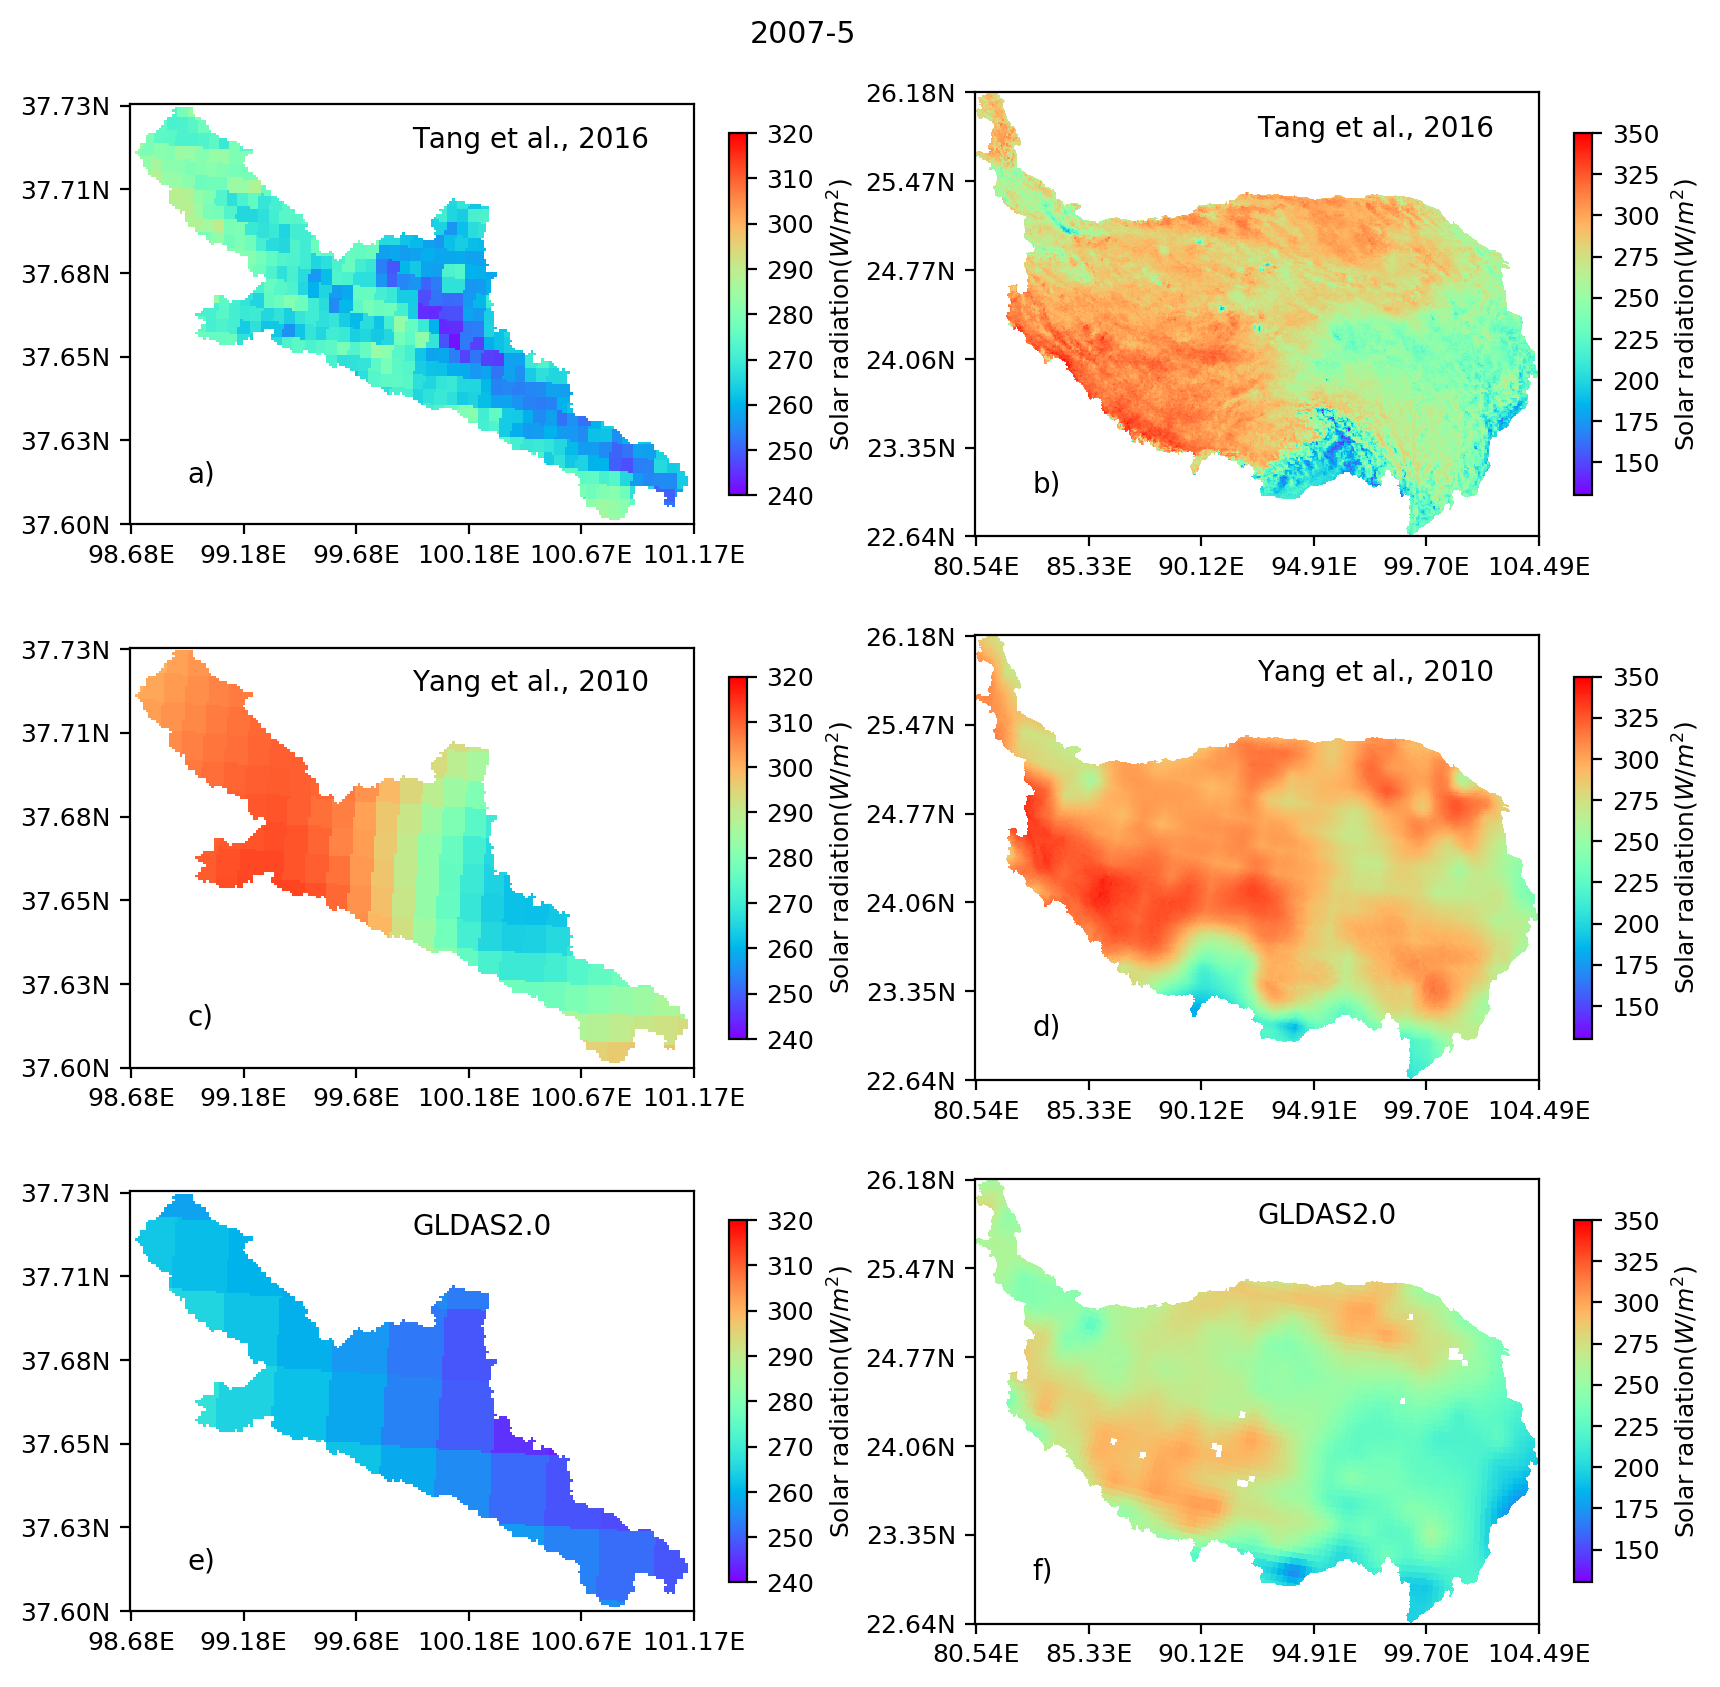 2007-5
37.73N
37.71N
37.68N
37.65N
37.63N
37.60N
98.68E 99.18E 99.68E 100.18E 100.67E 101.17E
Tang et al., 2016
a)
320
310
300
290
280
270
260
250
240
Solar radiation(W/m²)
26.18N
25.47N
24.77N
24.06N
23.35N
22.64N
80.54E 85.33E 90.12E 94.91E 99.70E 104.49E
Tang et al., 2016
b)
350
325
300
275
250
225
200
175
150
Solar radiation(W/m²)
37.73N
37.71N
37.68N
37.65N
37.63N
37.60N
98.68E 99.18E 99.68E 100.18E 100.67E 101.17E
Yang et al., 2010
c)
320
310
300
290
280
270
260
250
240
Solar radiation(W/m²)
26.18N
25.47N
24.77N
24.06N
23.35N
22.64N
80.54E 85.33E 90.12E 94.91E 99.70E 104.49E
Yang et al., 2010
d)
350
325
300
275
250
225
200
175
150
Solar radiation(W/m²)
37.73N
37.71N
37.68N
37.65N
37.63N
37.60N
98.68E 99.18E 99.68E 100.18E 100.67E 101.17E
GLDAS2.0
e)
320
310
300
290
280
270
260
250
240
Solar radiation(W/m²)
26.18N
25.47N
24.77N
24.06N
23.35N
22.64N
80.54E 85.33E 90.12E 94.91E 99.70E 104.49E
GLDAS2.0
f)
350
325
300
275
250
225
200
175
150
Solar radiation(W/m²)